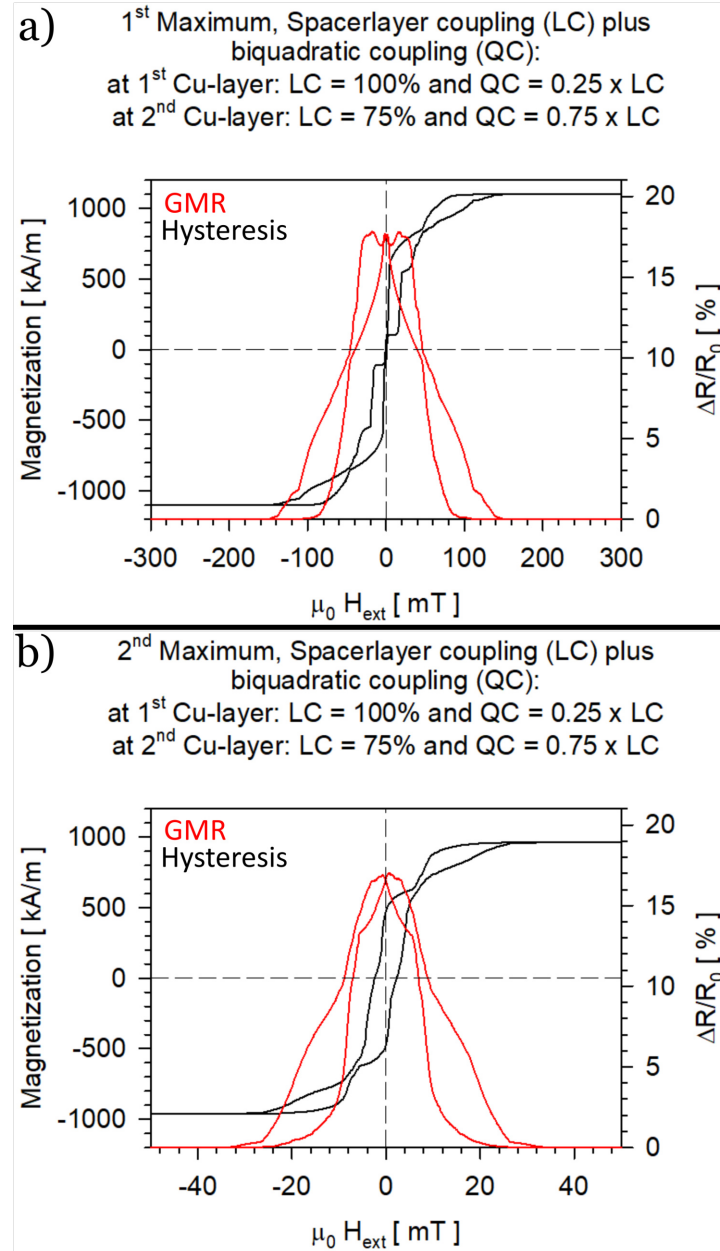 a)
1st Maximum, Spacerlayer coupling (LC) plus
biquadratic coupling (QC):
at 1st Cu-layer: LC = 100% and QC = 0.25 x LC
at 2nd Cu-layer: LC = 75% and QC = 0.75 x LC
GMR
Hysteresis
Magnetization [ kA/m ]
1000
500
0
-500
-1000
20
15
10
5
0
ΔR/R0 [ % ]
-300 -200 -100 0 100 200 300
μ0 Hext [ mT ]
b)
2nd Maximum, Spacerlayer coupling (LC) plus
biquadratic coupling (QC):
at 1st Cu-layer: LC = 100% and QC = 0.25 x LC
at 2nd Cu-layer: LC = 75% and QC = 0.75 x LC
GMR
Hysteresis
Magnetization [ kA/m ]
1000
500
0
-500
-1000
20
15
10
5
0
ΔR/R0 [ % ]
-40 -20 0 20 40
μ0 Hext [ mT ]